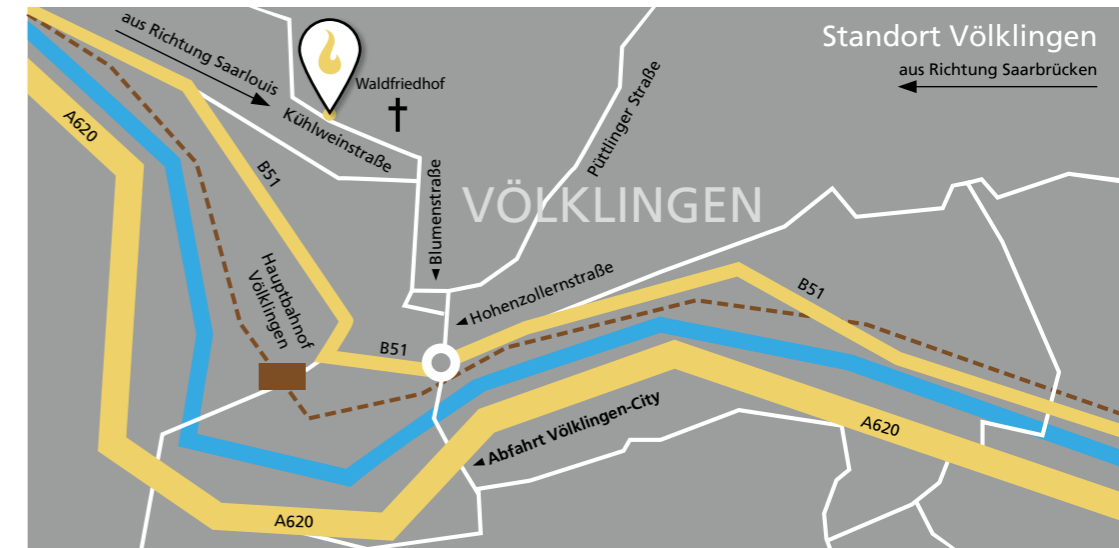 Standort Völklingen
aus Richtung Saarbrücken
aus Richtung Saarlouis
Waldfriedhof
Kühlweinstraße
Püttlinger Straße
A620
B51
Blumenstraße
VÖLKLINGEN
Hauptbahnhof
Völklingen
Hohenzollernstraße
B51
B51
Abfahrt Völklingen-City
A620
A620